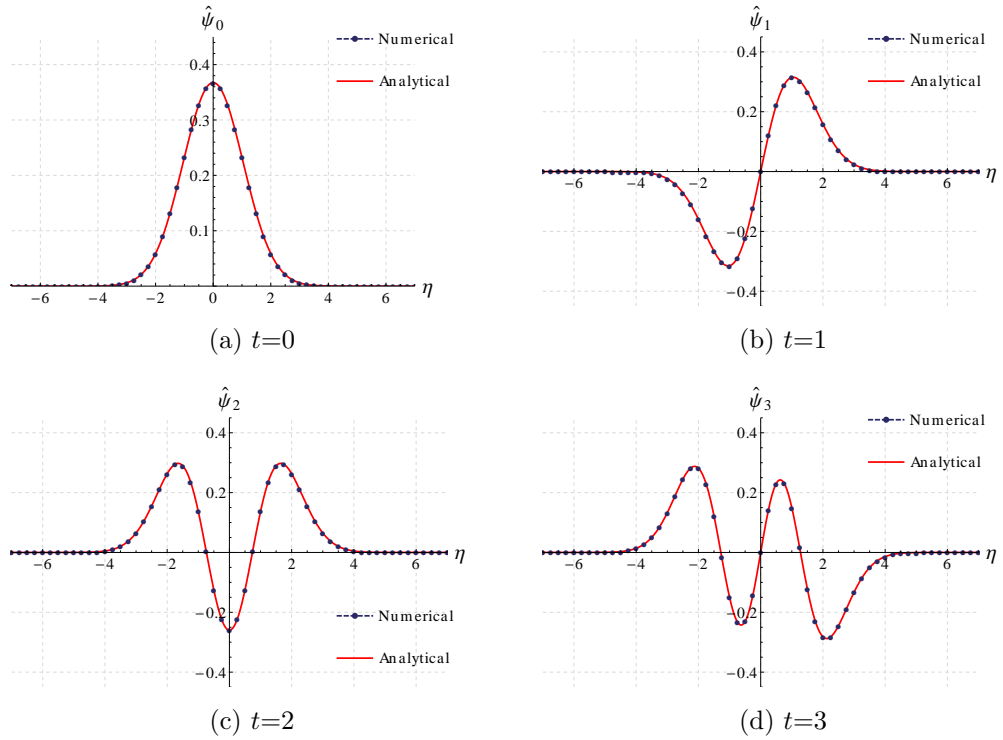 ψ̂₀
Numerical
Analytical
0.4
0.3
0.2
0.1
−6 −4 −2 0 2 4 6 η
(a) t=0
ψ̂₁
Numerical
Analytical
0.4
0.2
−6 −4 −2 2 4 6 η
−0.2
−0.4
(b) t=1
ψ̂₂
0.4
0.2
−6 −4 −2 2 4 6 η
−0.2
Numerical
Analytical
−0.4
(c) t=2
ψ̂₃
Numerical
0.4
Analytical
0.2
−6 −4 −2 2 4 6 η
−0.2
−0.4
(d) t=3